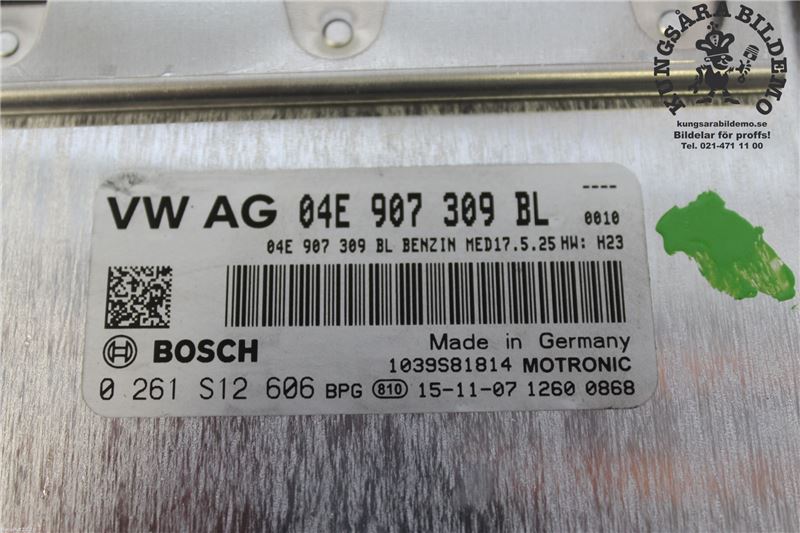 KUNGSÅRA BILDEMO
kungsarabildemo.se
Bildelar för proffs!
Tel. 021-471 11 00
----
VW AG 04E 907 309 BL 0010
04E 907 309 BL BENZIN MED17.5.25 HW: H23
BOSCH
Made in Germany
1039S81814 MOTRONIC
0 261 S12 606 BPG 810 15-11-07 1260 0868